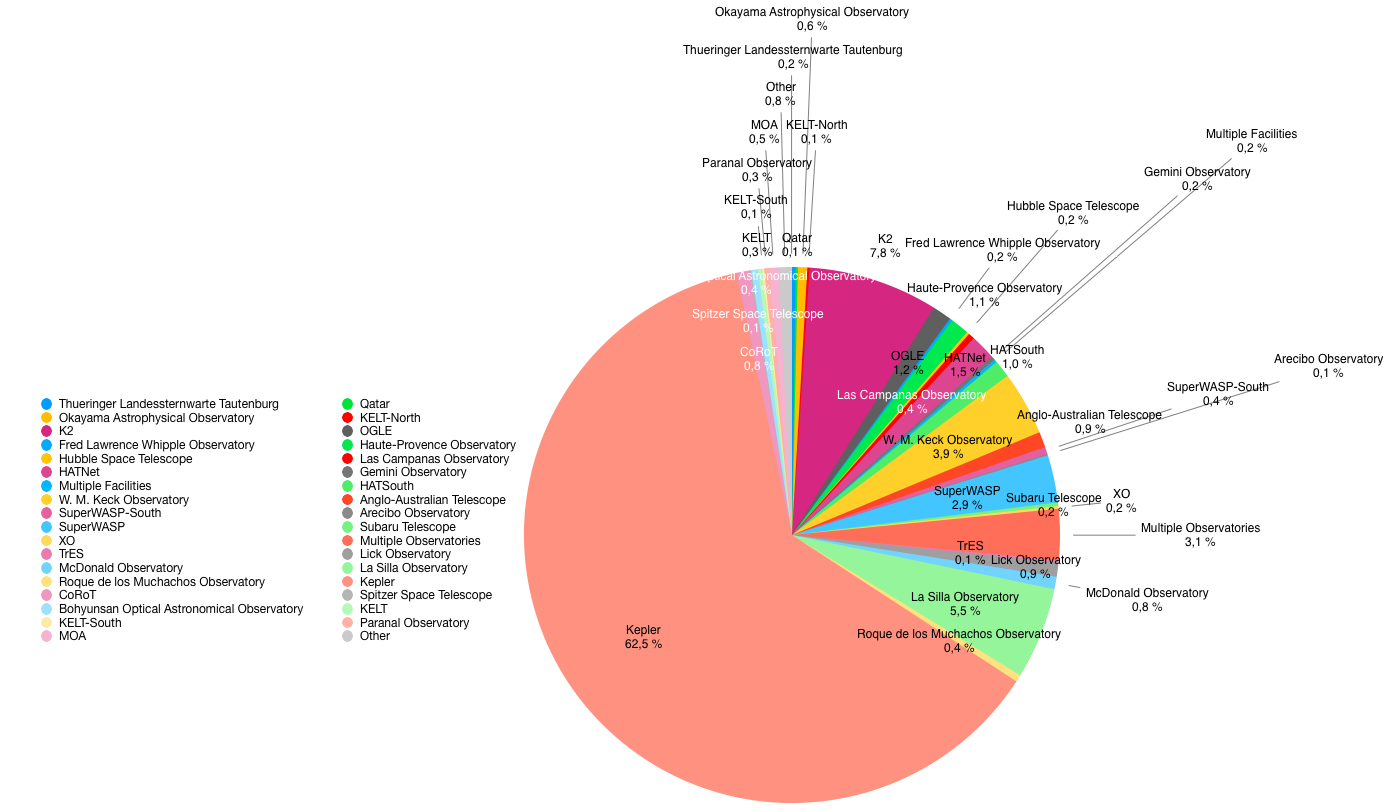 Okayama Astrophysical Observatory
0,6 %
Thueringer Landessternwarte Tautenburg
0,2 %
Other
0,8 %
MOA
0,5 %
KELT-North
0,1 %
Paranal Observatory
0,3 %
KELT-South
0,1 %
KELT
0,3 %
Qatar
0,1 %
K2
7,8 %
Multiple Facilities
0,2 %
Gemini Observatory
0,2 %
Hubble Space Telescope
0,2 %
Fred Lawrence Whipple Observatory
0,2 %
Haute-Provence Observatory
1,1 %
Astronomical Observatory
0,4 %
Spitzer Space Telescope
0,1 %
CoRoT
0,8 %
OGLE
1,2 %
HATNet
1,5 %
HATSouth
1,0 %
Las Campanas Observatory
0,4 %
Arecibo Observatory
0,1 %
SuperWASP-South
0,4 %
Anglo-Australian Telescope
0,9 %
W. M. Keck Observatory
3,9 %
SuperWASP
2,9 %
Subaru Telescope
0,2 %
XO
0,2 %
Multiple Observatories
3,1 %
TrES
0,1 %
Lick Observatory
0,9 %
McDonald Observatory
0,8 %
La Silla Observatory
5,5 %
Roque de los Muchachos Observatory
0,4 %
Kepler
62,5 %
Thueringer Landessternwarte Tautenburg
Okayama Astrophysical Observatory
K2
Fred Lawrence Whipple Observatory
Hubble Space Telescope
HATNet
Multiple Facilities
W. M. Keck Observatory
SuperWASP-South
SuperWASP
XO
TrES
McDonald Observatory
Roque de los Muchachos Observatory
CoRoT
Bohyunsan Optical Astronomical Observatory
KELT-South
MOA
Qatar
KELT-North
OGLE
Haute-Provence Observatory
Las Campanas Observatory
Gemini Observatory
HATSouth
Anglo-Australian Telescope
Arecibo Observatory
Subaru Telescope
Multiple Observatories
Lick Observatory
La Silla Observatory
Kepler
Spitzer Space Telescope
KELT
Paranal Observatory
Other